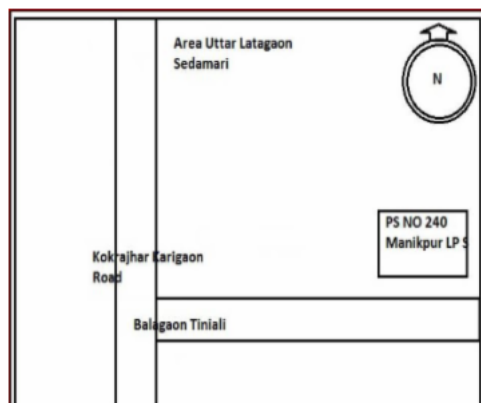 Area Uttar Latagaon
Sedamari
N
PS NO 240
Manikpur LP S
Kokrajhar Karigaon
Road
Balagaon Tiniali